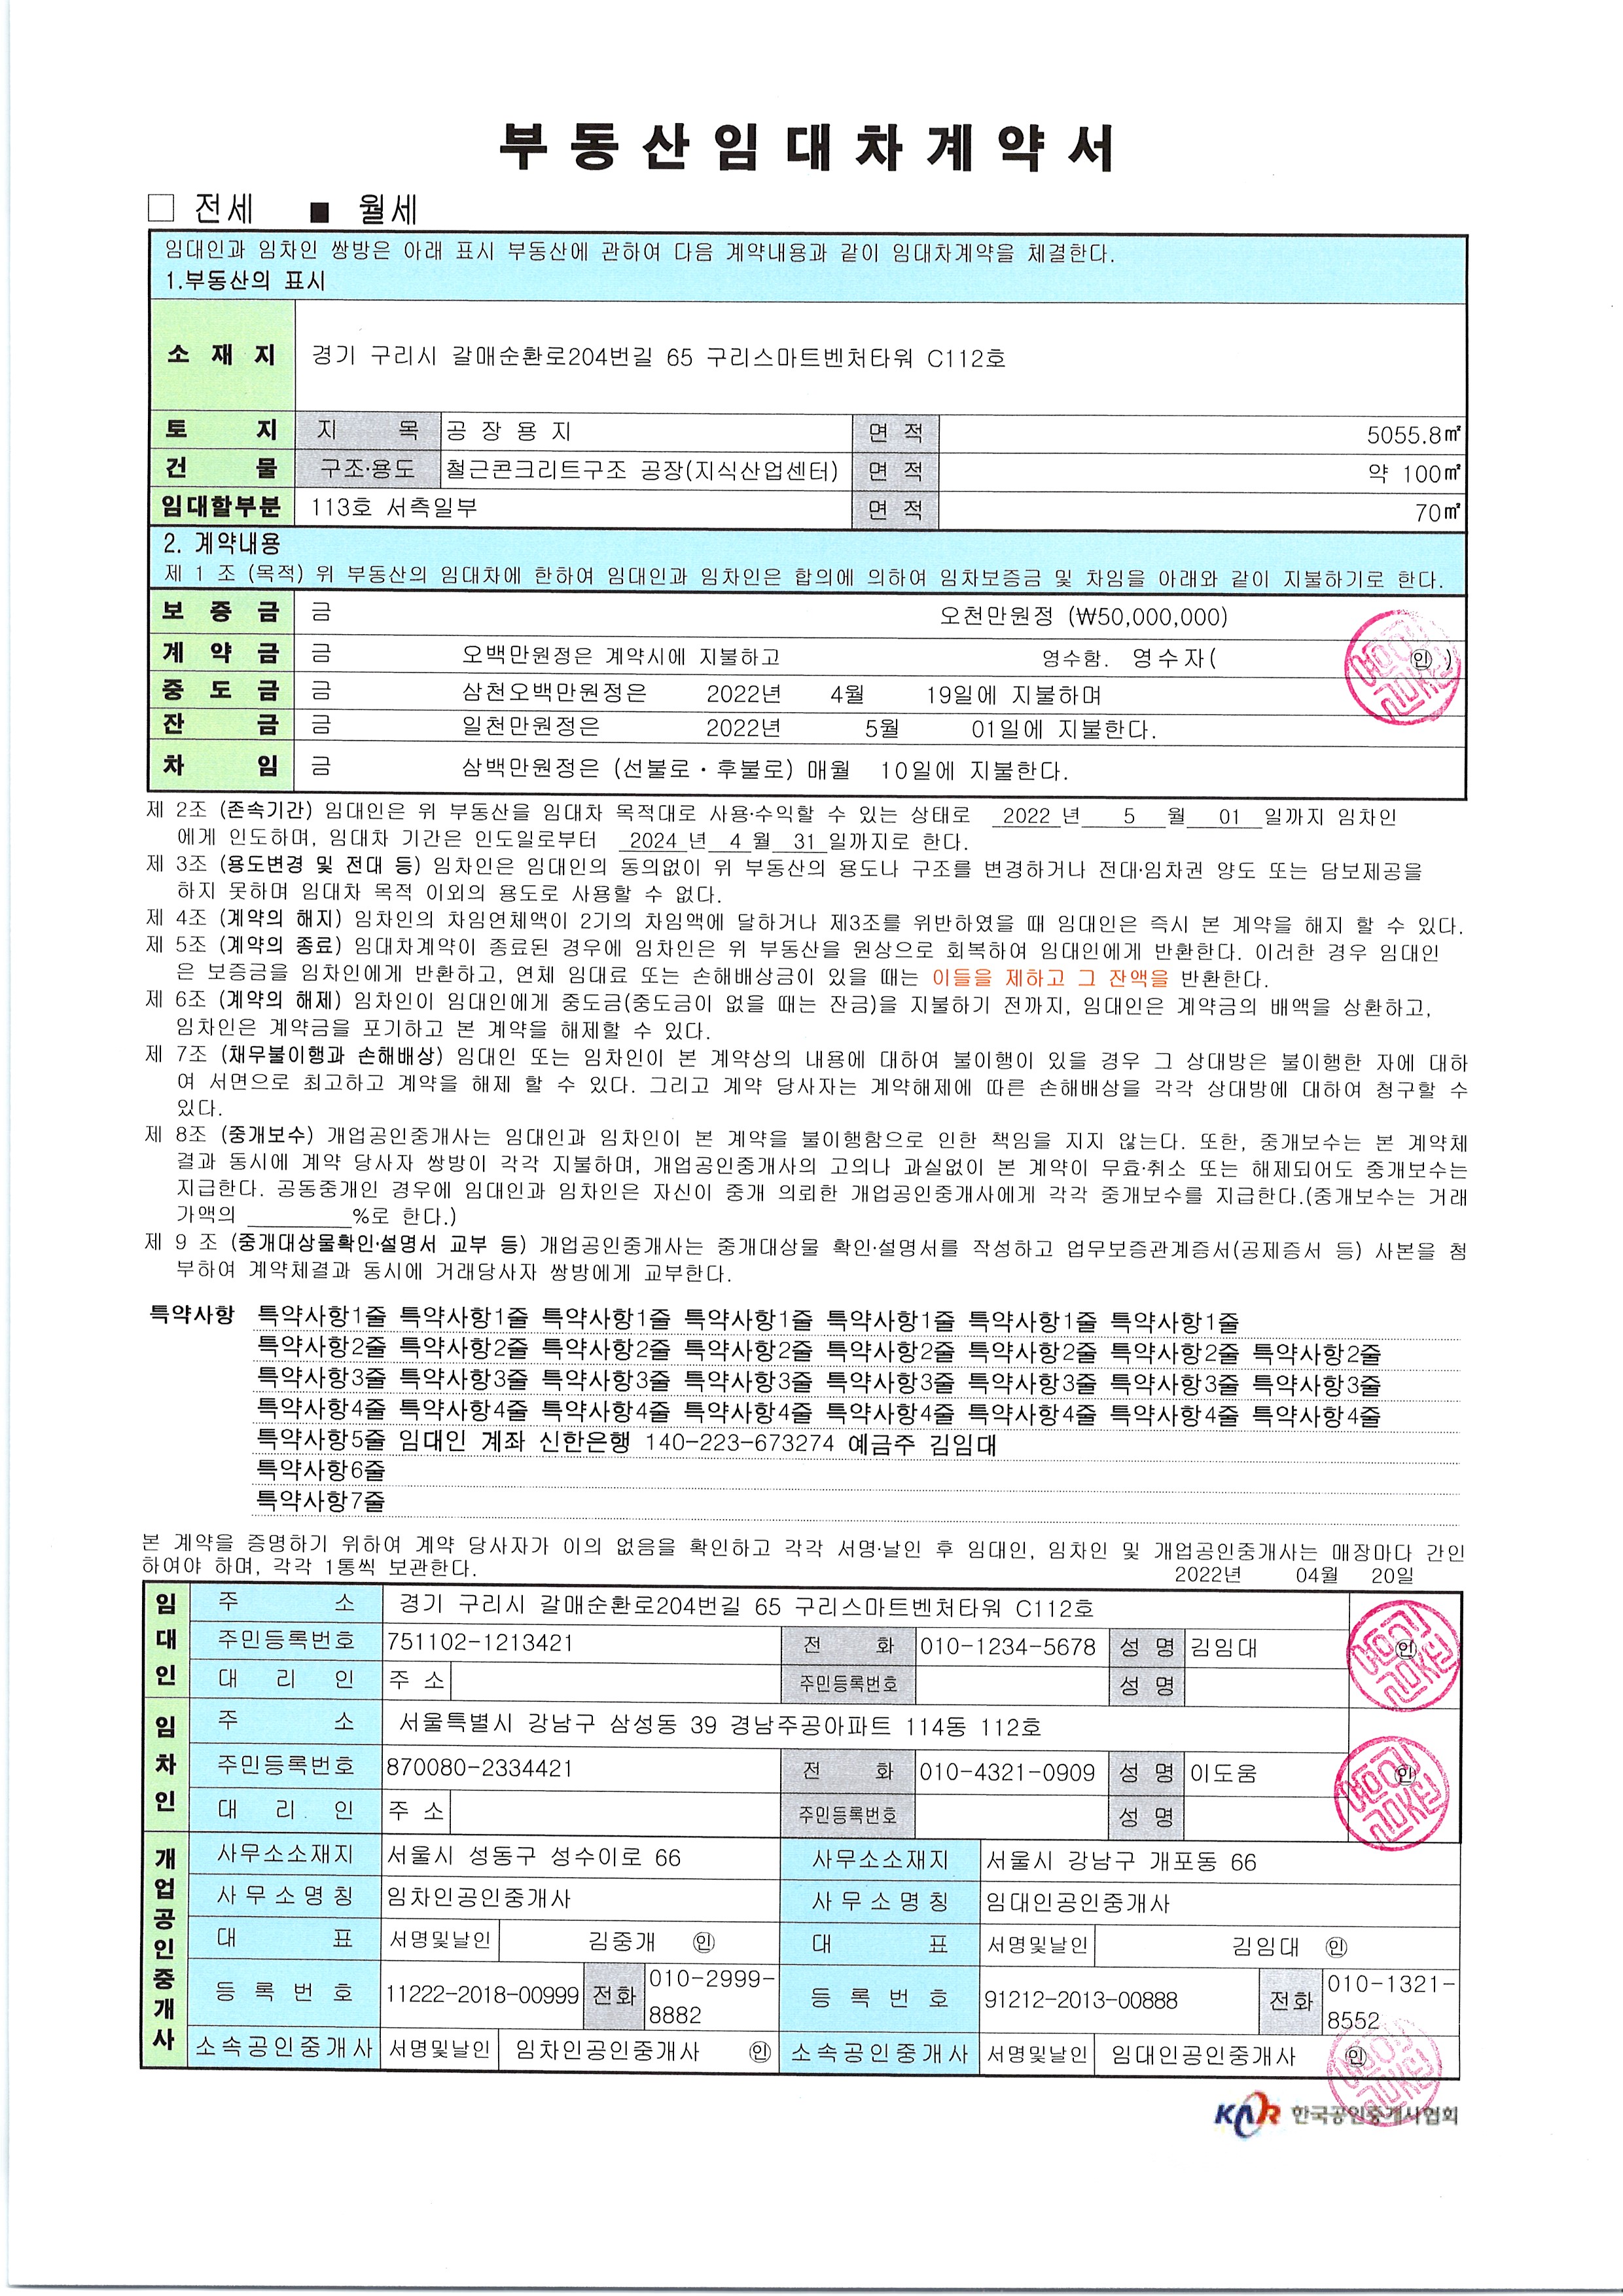 부동산임대차계약서
□ 전세 ■ 월세
임대인과 임차인 쌍방은 아래 표시 부동산에 관하여 다음 계약내용과 같이 임대차계약을 체결한다.
1.부동산의 표시
소 재 지 경기 구리시 갈매순환로204번길 65 구리스마트벤처타워 C112호
토 지 지 목 공 장 용 지 면 적 5055.8㎡
건 물 구조·용도 철근콘크리트구조 공장(지식산업센터) 면 적 약 100㎡
임대할부분 113호 서측일부 면 적 70㎡
2. 계약내용
제 1 조 (목적) 위 부동산의 임대차에 한하여 임대인과 임차인은 합의에 의하여 임차보증금 및 차임을 아래와 같이 지불하기로 한다.
보 증 금 금 오천만원정 (₩50,000,000)
계 약 금 금 오백만원정은 계약시에 지불하고 영수함. 영수자( ㊞ )
중 도 금 금 삼천오백만원정은 2022년 4월 19일에 지불하며
잔 금 금 일천만원정은 2022년 5월 01일에 지불한다.
차 임 금 삼백만원정은 (선불로·후불로) 매월 10일에 지불한다.
제 2조 (존속기간) 임대인은 위 부동산을 임대차 목적대로 사용·수익할 수 있는 상태로 2022 년 5 월 01 일까지 임차인
에게 인도하며, 임대차 기간은 인도일로부터 2024 년 4 월 31 일까지로 한다.
제 3조 (용도변경 및 전대 등) 임차인은 임대인의 동의없이 위 부동산의 용도나 구조를 변경하거나 전대·임차권 양도 또는 담보제공을
하지 못하며 임대차 목적 이외의 용도로 사용할 수 없다.
제 4조 (계약의 해지) 임차인의 차임연체액이 2기의 차임액에 달하거나 제3조를 위반하였을 때 임대인은 즉시 본 계약을 해지 할 수 있다.
제 5조 (계약의 종료) 임대차계약이 종료된 경우에 임차인은 위 부동산을 원상으로 회복하여 임대인에게 반환한다. 이러한 경우 임대인
은 보증금을 임차인에게 반환하고, 연체 임대료 또는 손해배상금이 있을 때는 이들을 제하고 그 잔액을 반환한다.
제 6조 (계약의 해제) 임차인이 임대인에게 중도금(중도금이 없을 때는 잔금)을 지불하기 전까지, 임대인은 계약금의 배액을 상환하고,
임차인은 계약금을 포기하고 본 계약을 해제할 수 있다.
제 7조 (채무불이행과 손해배상) 임대인 또는 임차인이 본 계약상의 내용에 대하여 불이행이 있을 경우 그 상대방은 불이행한 자에 대하
여 서면으로 최고하고 계약을 해제 할 수 있다. 그리고 계약 당사자는 계약해제에 따른 손해배상을 각각 상대방에 대하여 청구할 수
있다.
제 8조 (중개보수) 개업공인중개사는 임대인과 임차인이 본 계약을 불이행함으로 인한 책임을 지지 않는다. 또한, 중개보수는 본 계약체
결과 동시에 계약 당사자 쌍방이 각각 지불하며, 개업공인중개사의 고의나 과실없이 본 계약이 무효·취소 또는 해제되어도 중개보수는
지급한다. 공동중개인 경우에 임대인과 임차인은 자신이 중개 의뢰한 개업공인중개사에게 각각 중개보수를 지급한다.(중개보수는 거래
가액의 _________%로 한다.)
제 9 조 (중개대상물확인·설명서 교부 등) 개업공인중개사는 중개대상물 확인·설명서를 작성하고 업무보증관계증서(공제증서 등) 사본을 첨
부하여 계약체결과 동시에 거래당사자 쌍방에게 교부한다.
특약사항 특약사항1줄 특약사항1줄 특약사항1줄 특약사항1줄 특약사항1줄 특약사항1줄 특약사항1줄
특약사항2줄 특약사항2줄 특약사항2줄 특약사항2줄 특약사항2줄 특약사항2줄 특약사항2줄 특약사항2줄
특약사항3줄 특약사항3줄 특약사항3줄 특약사항3줄 특약사항3줄 특약사항3줄 특약사항3줄 특약사항3줄
특약사항4줄 특약사항4줄 특약사항4줄 특약사항4줄 특약사항4줄 특약사항4줄 특약사항4줄 특약사항4줄
특약사항5줄 임대인 계좌 신한은행 140-223-673274 예금주 김임대
특약사항6줄
특약사항7줄
본 계약을 증명하기 위하여 계약 당사자가 이의 없음을 확인하고 각각 서명·날인 후 임대인, 임차인 및 개업공인중개사는 매장마다 간인
하여야 하며, 각각 1통씩 보관한다. 2022년 04월 20일
임대인 주 소 경기 구리시 갈매순환로204번길 65 구리스마트벤처타워 C112호
주민등록번호 751102-1213421 전 화 010-1234-5678 성 명 김임대 ㊞
대 리 인 주 소 주민등록번호 성 명
임차인 주 소 서울특별시 강남구 삼성동 39 경남주공아파트 114동 112호
주민등록번호 870080-2334421 전 화 010-4321-0909 성 명 이도움 ㊞
대 리 인 주 소 주민등록번호 성 명
개업공인중개사 사무소소재지 서울시 성동구 성수이로 66 사무소소재지 서울시 강남구 개포동 66
사무소명칭 임차인공인중개사 사무소명칭 임대인공인중개사
대 표 서명및날인 김중개 ㊞ 대 표 서명및날인 김임대 ㊞
등 록 번 호 11222-2018-00999 전화 010-2999-8882 등 록 번 호 91212-2013-00888 전화 010-1321-8552
소속공인중개사 서명및날인 임차인공인중개사 ㊞ 소속공인중개사 서명및날인 임대인공인중개사 ㊞
KAR 한국공인중개사협회